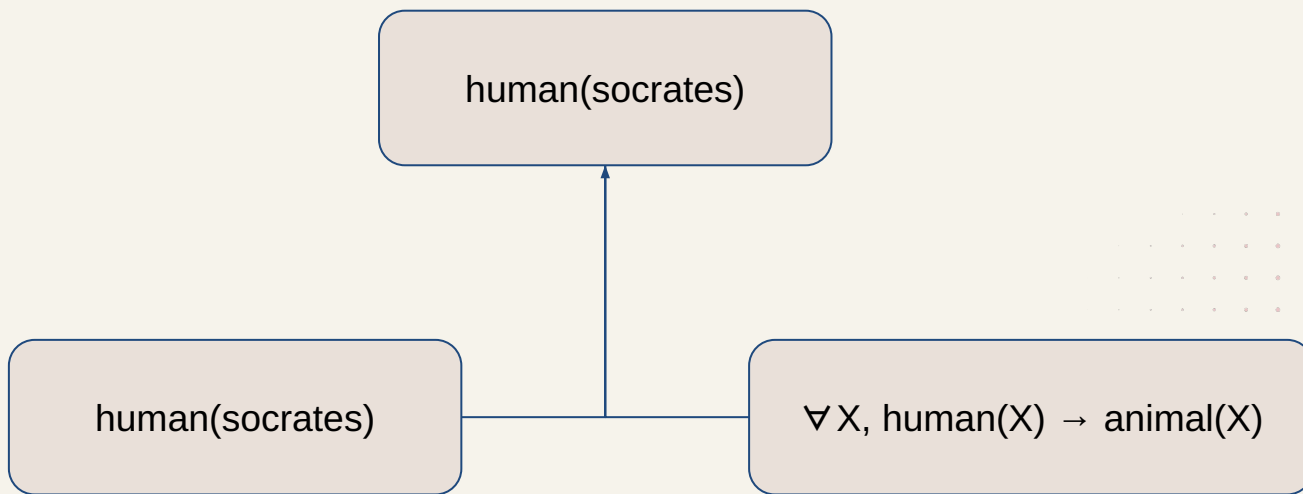 human(socrates)
human(socrates)
∀X, human(X) → animal(X)